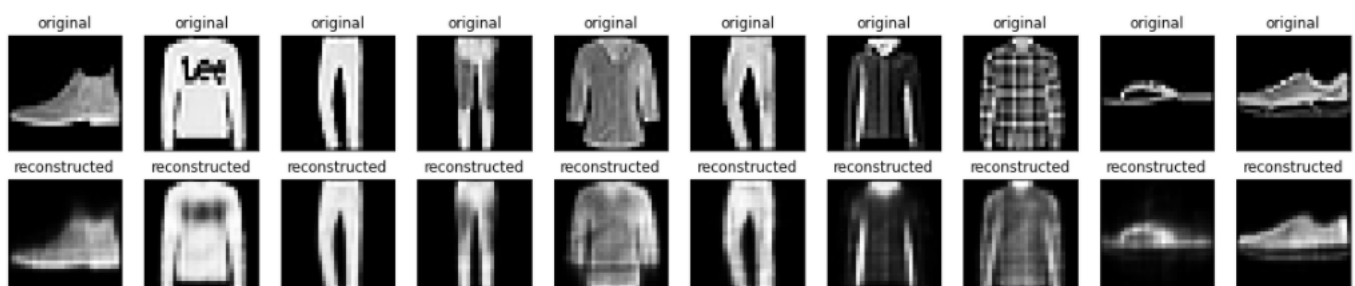 original original original original original original original original original original
Lee
reconstructed reconstructed reconstructed reconstructed reconstructed reconstructed reconstructed reconstructed reconstructed reconstructed